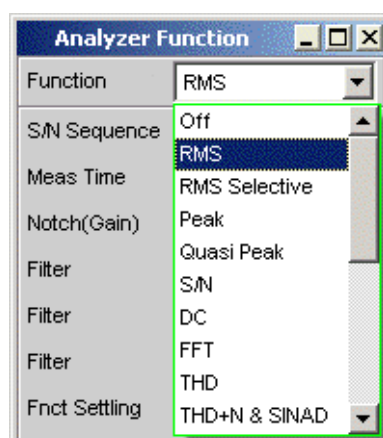 Analyzer Function
Function RMS
S/N Sequence
Meas Time
Notch(Gain)
Filter
Filter
Filter
Fnct Settling
Off
RMS
RMS Selective
Peak
Quasi Peak
S/N
DC
FFT
THD
THD+N & SINAD